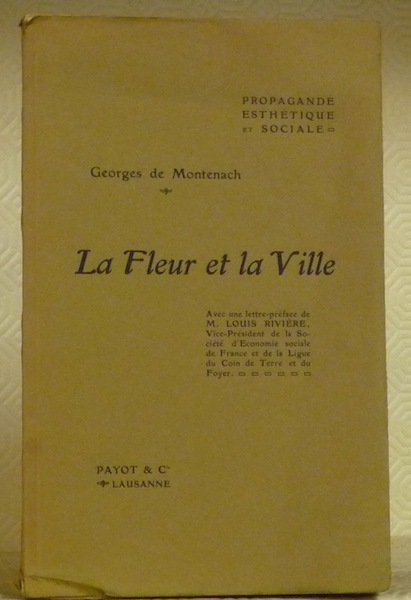 PROPAGANDE
ESTHÉTIQUE
ET SOCIALE
Georges de Montenach
La Fleur et la Ville
Avec une lettre-préface de
M. LOUIS RIVIÈRE,
Vice-Président de la So-
ciété d'Economie sociale
de France et de la Ligue
du Coin de Terre et du
Foyer.
PAYOT & Cie
LAUSANNE